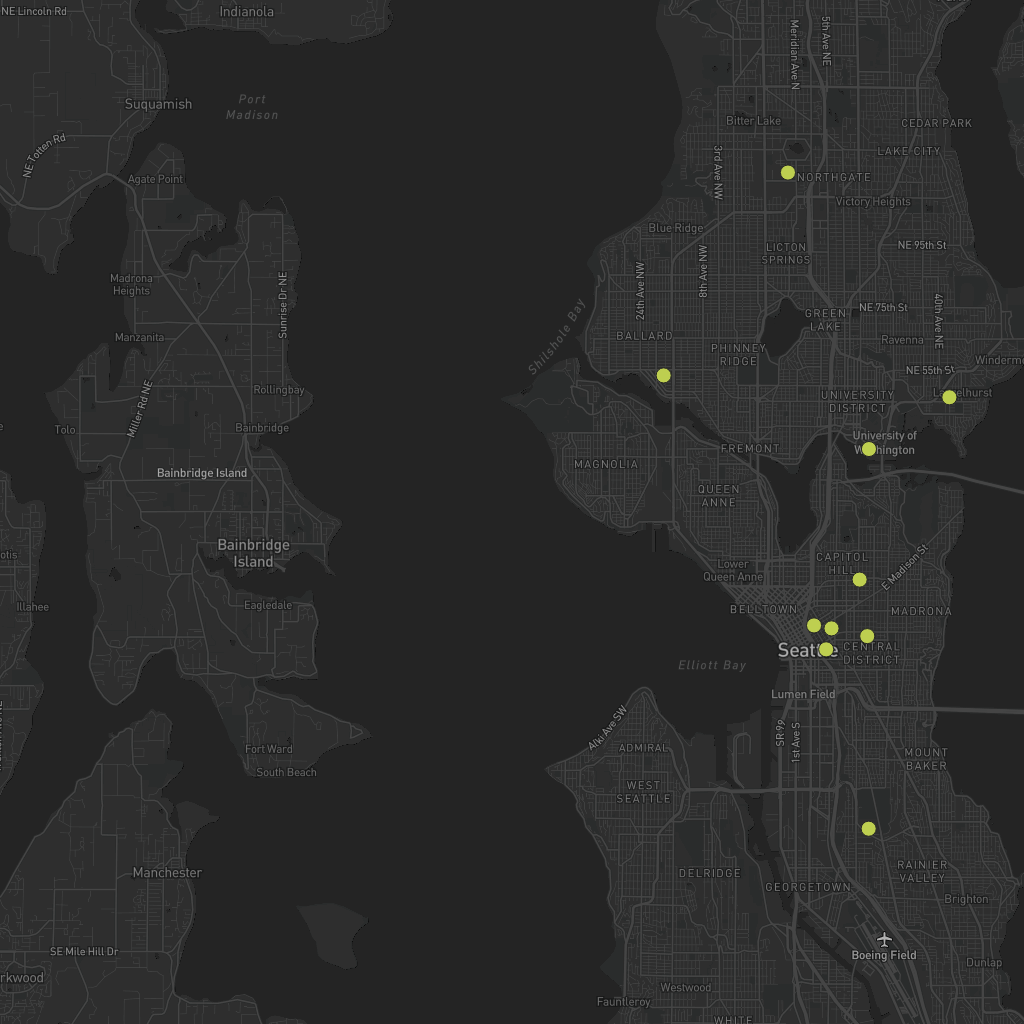 NE Lincoln Rd
Indianola
Meridian Ave N
5th Ave NE
Port
Madison
Suquamish
Bitter Lake
CEDAR PARK
NE Totten Rd
LAKE CITY
3rd Ave NW
Agate Point
NORTHGATE
Victory Heights
Blue Ridge
LICTON
SPRINGS
NE 95th St
8th Ave NW
24th Ave NW
Madrona
Heights
Sunrise Dr NE
NE 75th St
40th Ave NE
GREEN
LAKE
Shilshole Bay
Manzanita
BALLARD
Ravenna
PHINNEY
RIDGE
Windermere
NE 55th St
Rollingbay
Miller Rd NE
UNIVERSITY
DISTRICT
Laurelhurst
Tolo
Bainbridge
University of
Washington
FREMONT
MAGNOLIA
Bainbridge Island
QUEEN
ANNE
Bainbridge
Island
otis
CAPITOL
HILL
E Madison St
Lower
Queen Anne
Illahee
Eagledale
BELLTOWN
MADRONA
Seattle
CENTRAL
DISTRICT
Elliott Bay
Lumen Field
Alki Ave SW
SR 99
1st Ave S
ADMIRAL
Fort Ward
MOUNT
BAKER
South Beach
WEST
SEATTLE
Manchester
DELRIDGE
RAINIER
VALLEY
GEORGETOWN
Brighton
SE Mile Hill Dr
Boeing Field
Dunlap
rkwood
Westwood
Fauntleroy
WHITE